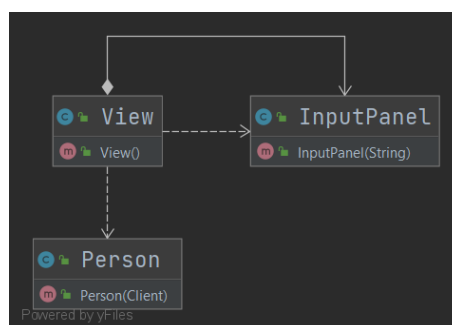 View
View()
InputPanel
InputPanel(String)
Person
Person(Client)
Powered by yFiles